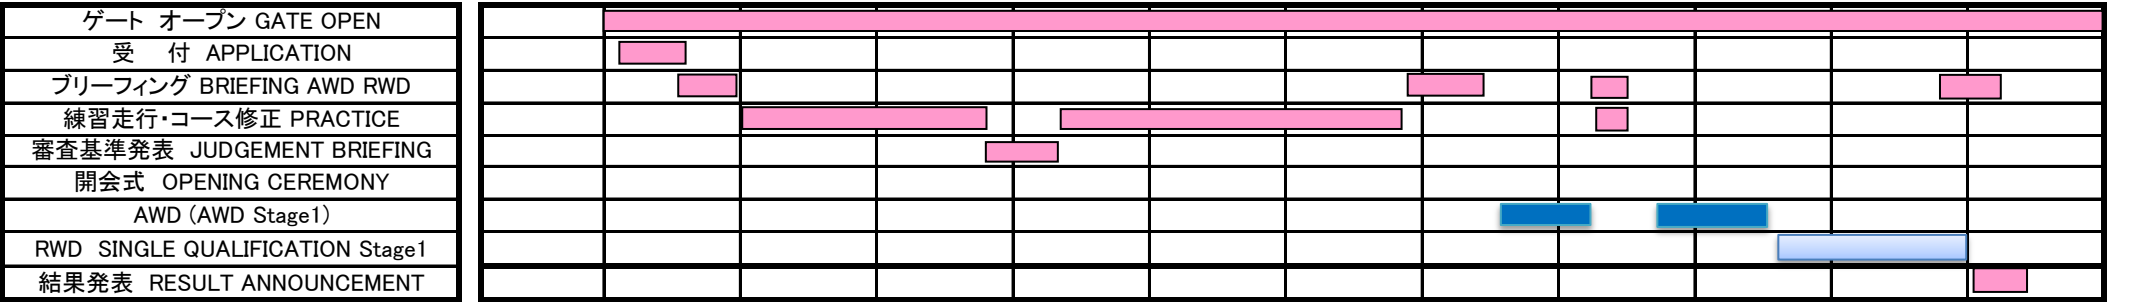 ゲート オープン GATE OPEN
受 付 APPLICATION
ブリーフィング BRIEFING AWD RWD
練習走行・コース修正 PRACTICE
審査基準発表 JUDGEMENT BRIEFING
開会式 OPENING CEREMONY
AWD (AWD Stage1)
RWD SINGLE QUALIFICATION Stage1
結果発表 RESULT ANNOUNCEMENT